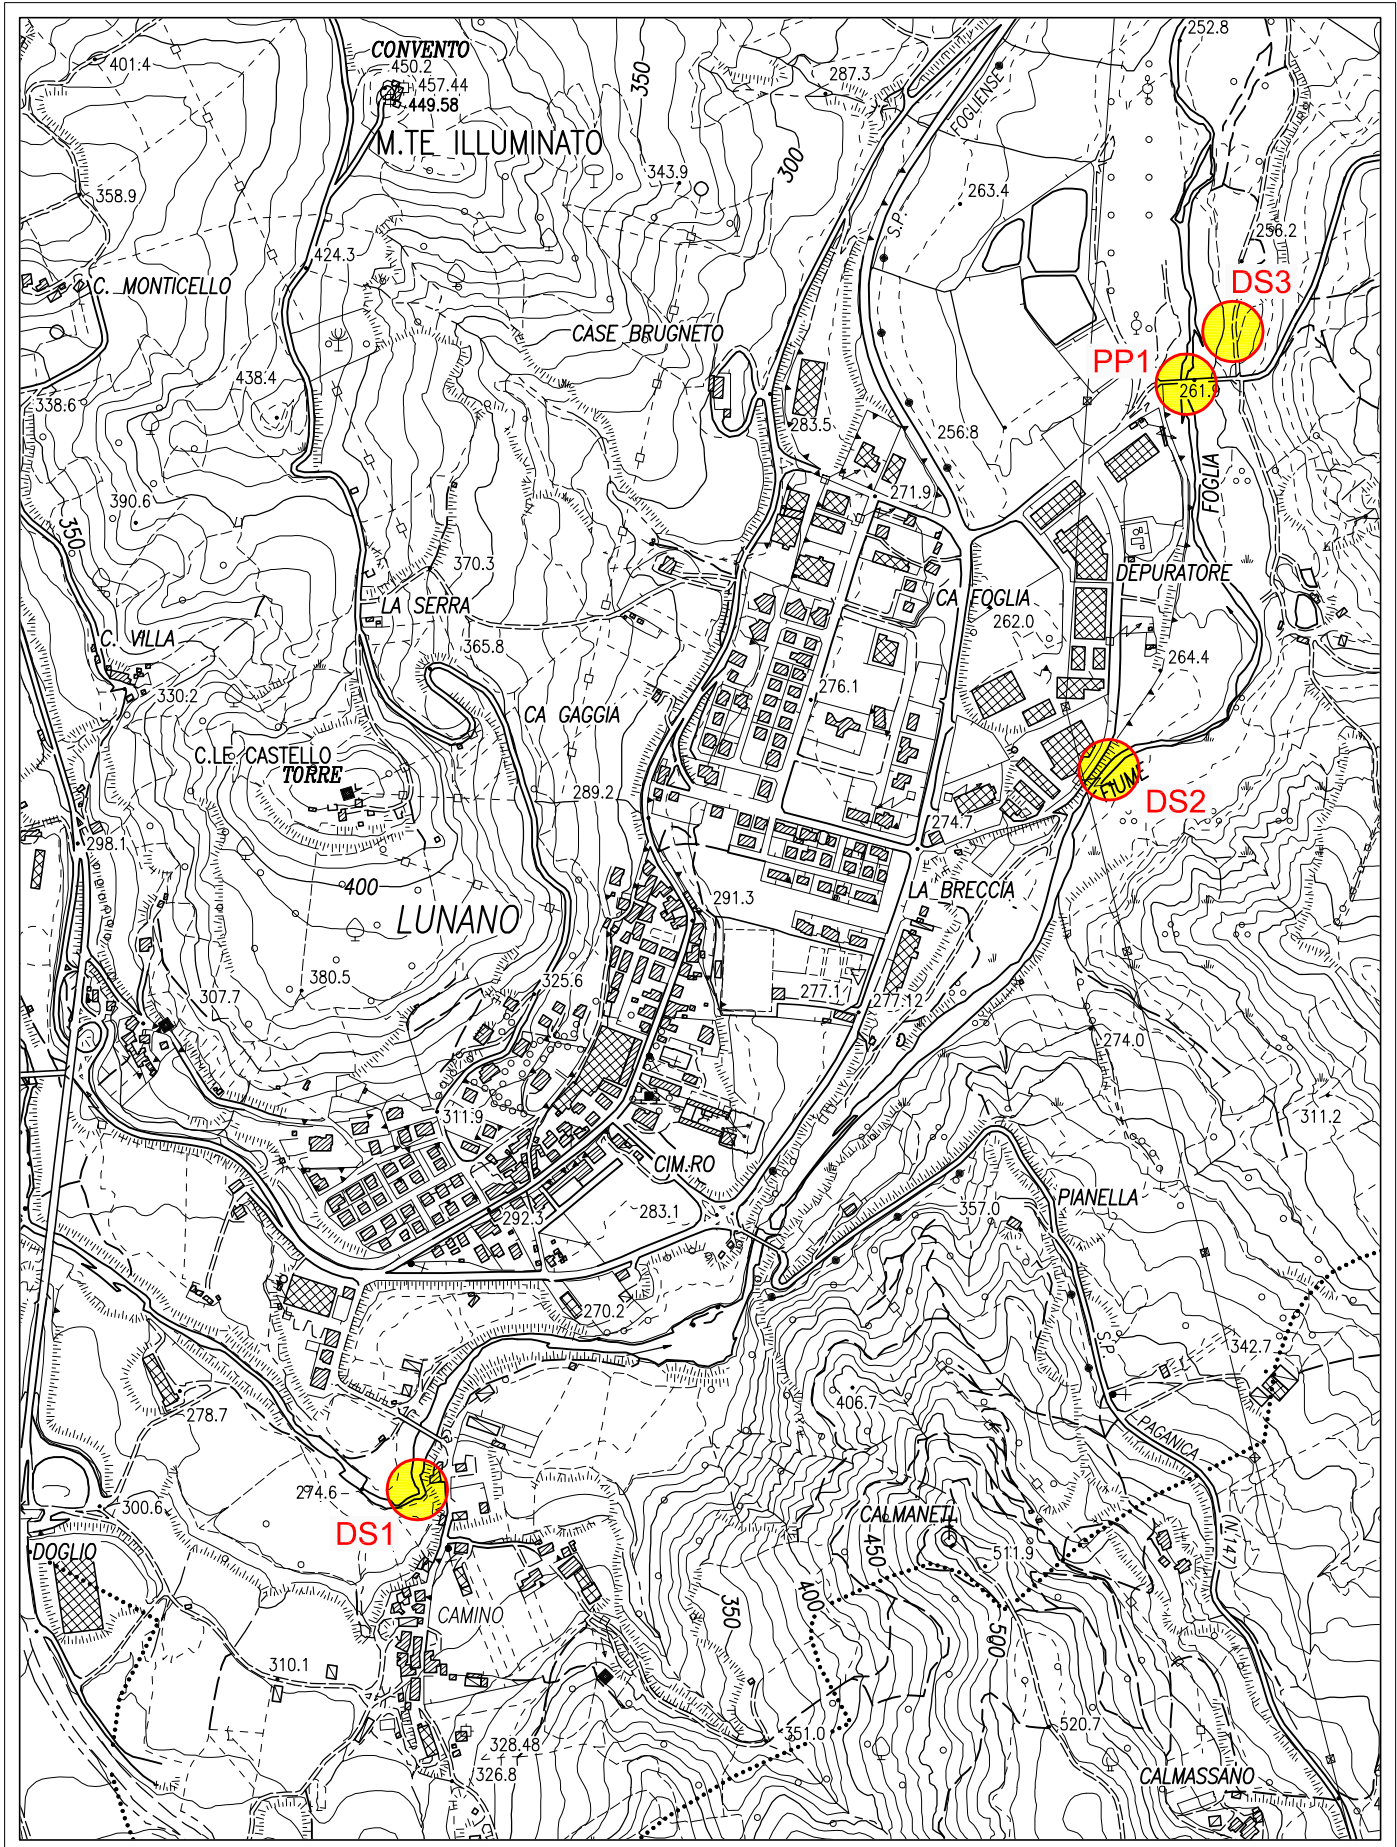 252.8
CONVENTO
450.2
457.44
449.58
401.4
350
287.3
FOGLIENSE
M.TE ILLUMINATO
300
343.9
358.9
263.4
S.P.
256.2
424.3
C. MONTICELLO
DS3
CASE BRUGNETO
PP1
438.4
261.9
338.6
283.5
256.8
390.6
271.9
FOGLIA
350
370.3
DEPURATORE
LA SERRA
CA FOGLIA
262.0
C. VILLA
365.8
264.4
330.2
276.1
CA GAGGIA
C.LE CASTELLO
TORRE
FIUME
289.2
DS2
298.1
274.7
400
LA BRECCIA
291.3
LUNANO
380.5
325.6
277.11
277.12
307.7
274.0
311.9
311.2
CIM.RO
PIANELLA
292.3
283.1
357.0
270.2
S.P.
342.7
278.7
406.7
PAGANICA
274.6
300.6
DS1
CALMANETI
450
(N.147)
DOGLIO
511.9
400
350
CAMINO
500
310.1
520.7
351.0
328.48
326.8
CALMASSANO
4